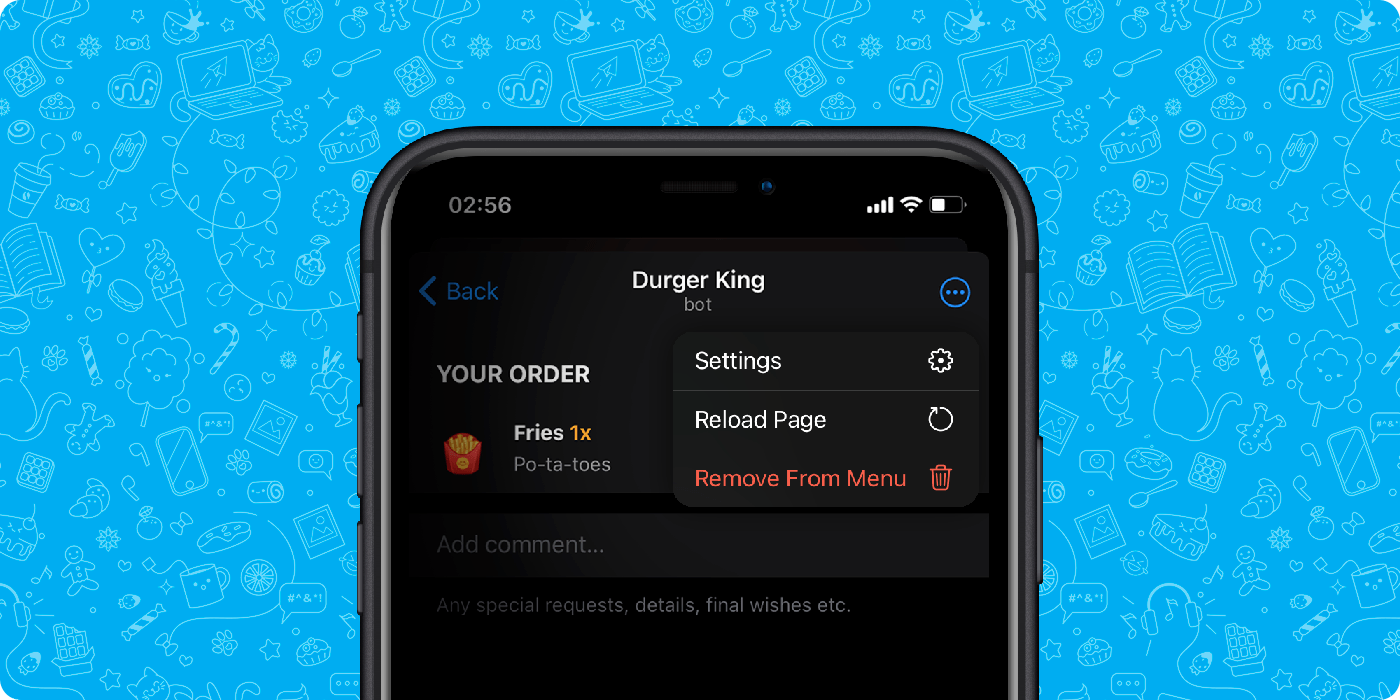 02:56
Back
Durger King
bot
Settings
YOUR ORDER
Reload Page
Fries 1x
Po-ta-toes
Remove From Menu
Add comment...
Any special requests, details, final wishes etc.
#^&*!
#^&*!
#^&*!
#^&*!